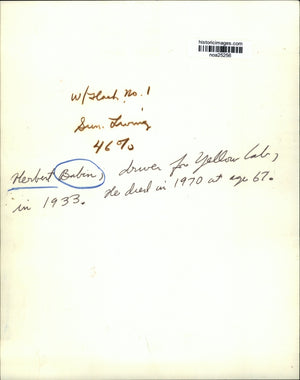 historicimages.com
noa25256
W/Flash No. 1
Sun. Living
46%
Herbert Babin, driver for Yellow Cab,
in 1933. He died in 1970 at age 67.